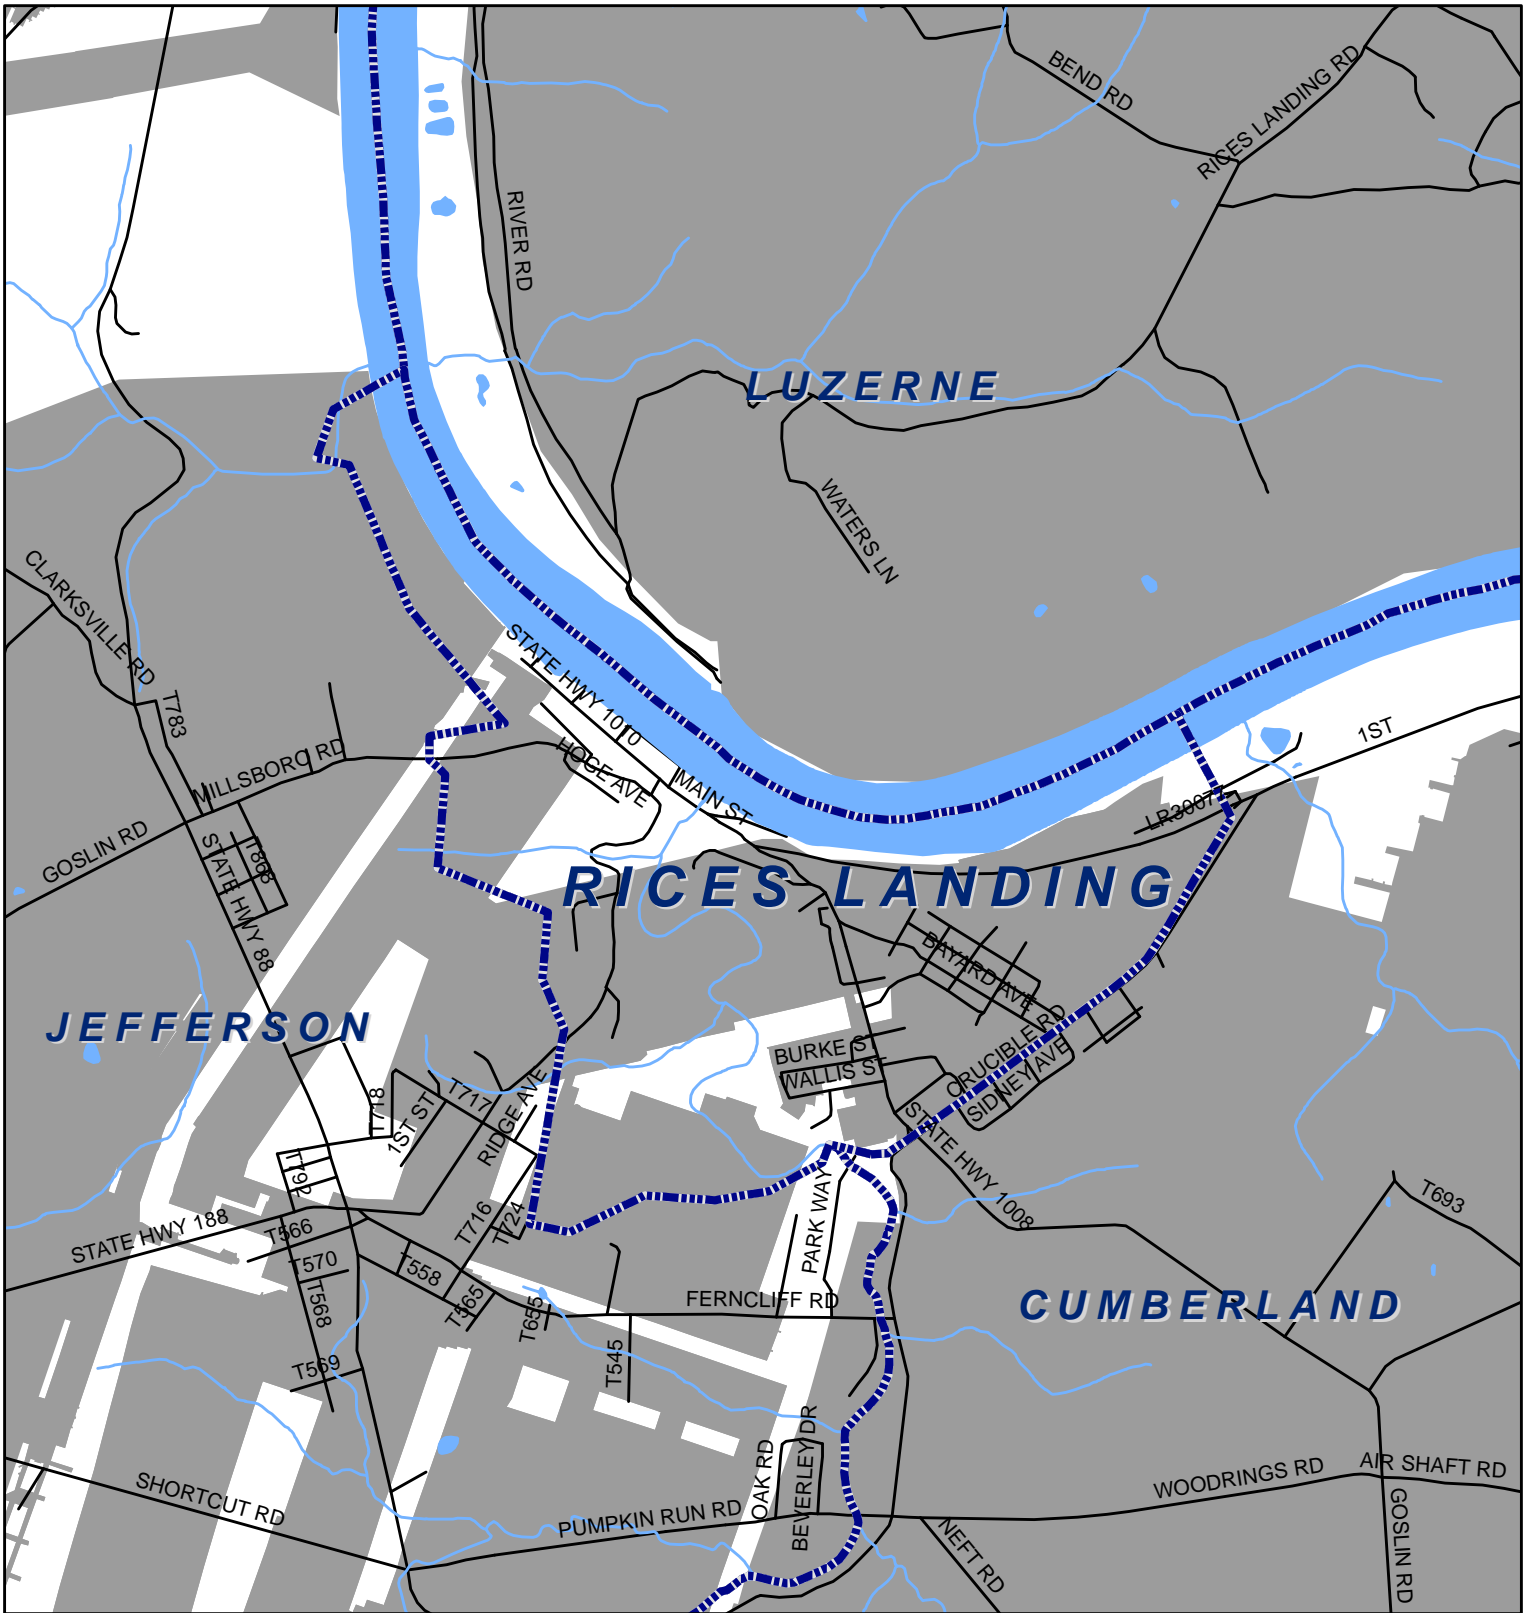 BEND RD
RICES LANDING RD
RIVER RD
LUZERNE
WATERS LN
CLARKSVILLE RD
T783
STATE HWY 1010
HOGE AVE
MAIN ST
1ST
MILLSBORO RD
GOSLIN RD
STATE HWY 88
T868
RICES LANDING
BAYARD AVE
JEFFERSON
BURKE S
WALLIS ST
CRUCIBLE RD
SIDNEY AVE
STATE HWY 1008
T718
T717
1ST ST
RIDGE AVE
T792
T716
T724
PARK WAY
T693
STATE HWY 188
T566
T570
T568
T558
T565
T655
FERNCLIFF RD
CUMBERLAND
T569
T545
OAK RD
BEVERLEY DR
SHORTCUT RD
PUMPKIN RUN RD
WOODRINGS RD
AIR SHAFT RD
NEFT RD
GOSLIN RD